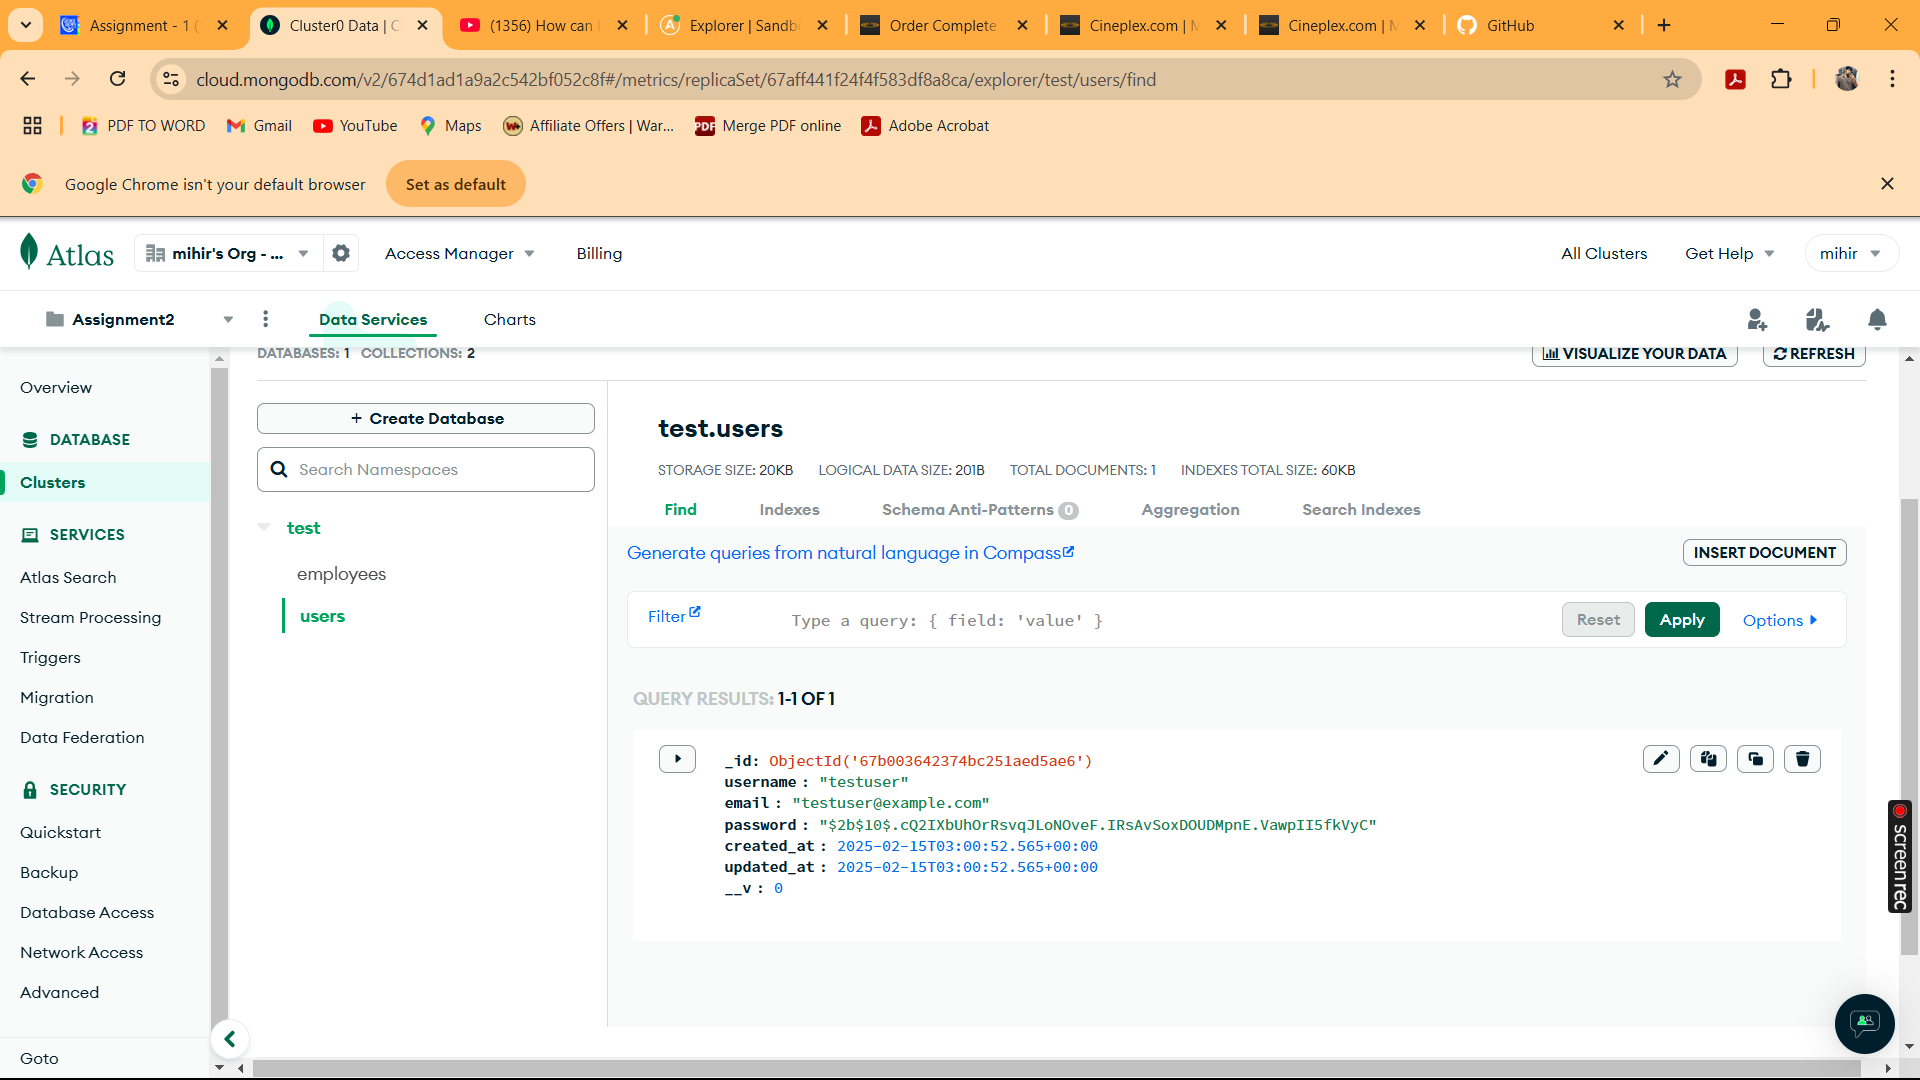 Assignment - 1 (
Cluster0 Data | C
(1356) How can
Explorer | Sandb
Order Complete
Cineplex.com | M
Cineplex.com | M
GitHub
cloud.mongodb.com/v2/674d1ad1a9a2c542bf052c8f#/metrics/replicaSet/67aff441f24f4f583df8a8ca/explorer/test/users/find
PDF TO WORD
Gmail
YouTube
Maps
Affiliate Offers | War...
Merge PDF online
Adobe Acrobat
Google Chrome isn't your default browser
Set as default
Atlas
mihir's Org - ...
Access Manager
Billing
All Clusters
Get Help
mihir
Assignment2
Data Services
Charts
DATABASES: 1 COLLECTIONS: 2
VISUALIZE YOUR DATA
REFRESH
Overview
DATABASE
Clusters
SERVICES
Atlas Search
Stream Processing
Triggers
Migration
Data Federation
SECURITY
Quickstart
Backup
Database Access
Network Access
Advanced
Goto
+ Create Database
Search Namespaces
test
employees
users
test.users
STORAGE SIZE: 20KB LOGICAL DATA SIZE: 201B TOTAL DOCUMENTS: 1 INDEXES TOTAL SIZE: 60KB
Find Indexes Schema Anti-Patterns 0 Aggregation Search Indexes
Generate queries from natural language in Compass
INSERT DOCUMENT
Filter
Type a query: { field: 'value' }
Reset
Apply
Options
QUERY RESULTS: 1-1 OF 1
_id: ObjectId('67b003642374bc251aed5ae6')
username : "testuser"
email : "testuser@example.com"
password : "$2b$10$.cQ2IXbUhOrRsvqJLoNOveF.IRsAvSoxDOUDMpnE.VawpII5fkVyC"
created_at : 2025-02-15T03:00:52.565+00:00
updated_at : 2025-02-15T03:00:52.565+00:00
__v : 0
screenrec